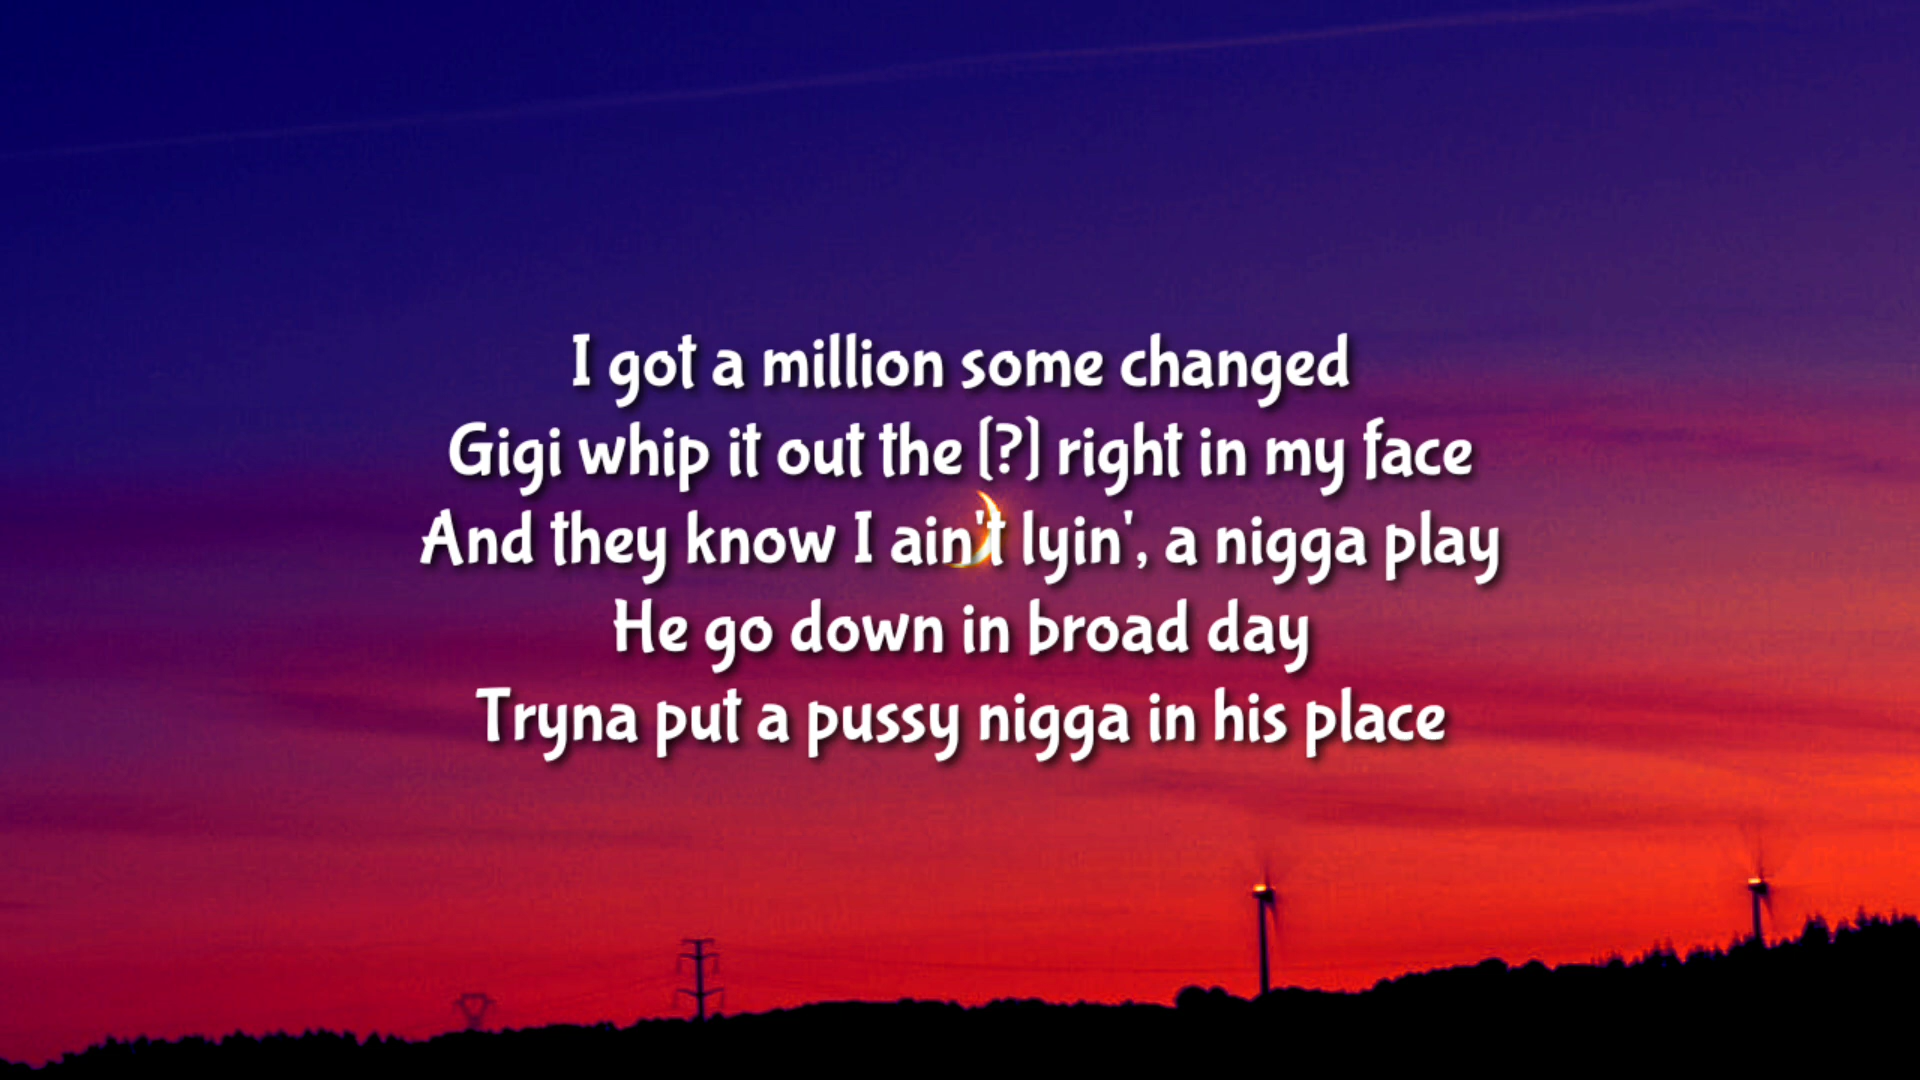 I got a million some changed
Gigi whip it out the (?) right in my face
And they know I ain't lyin', a nigga play
He go down in broad day
Tryna put a pussy nigga in his place